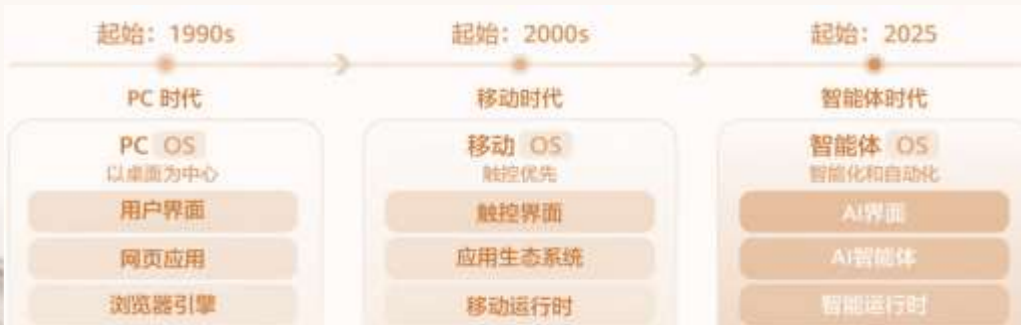 起始：1990s
起始：2000s
起始：2025
PC 时代
移动时代
智能体时代
PC OS
以桌面为中心
用户界面
网页应用
浏览器引擎
移动 OS
触控优先
触控界面
应用生态系统
移动运行时
智能体 OS
智能化和自动化
AI界面
AI智能体
智能运行时